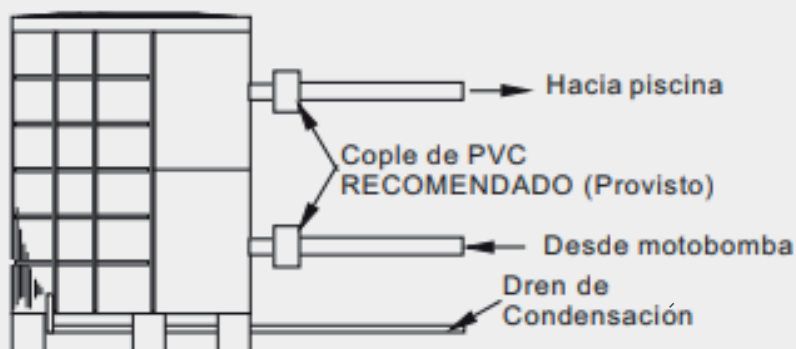 Hacia piscina
Cople de PVC
RECOMENDADO (Provisto)
Desde motobomba
Dren de
Condensación